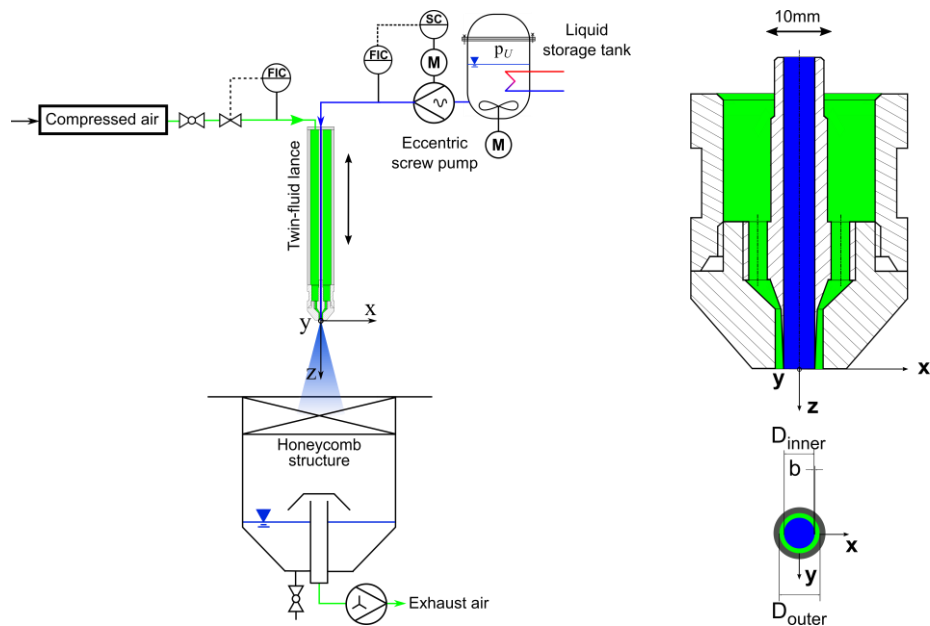 SC
FIC
M
p_U
Liquid
storage tank
FIC
Compressed air
M
Eccentric
screw pump
Twin-fluid lance
x
y
z
Honeycomb
structure
Exhaust air
10mm
x
y
z
D_inner
b
x
y
D_outer